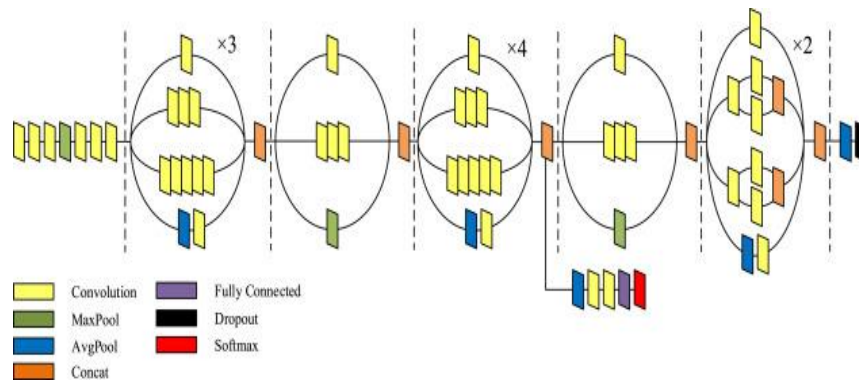 ×3
×4
×2
Convolution
Fully Connected
MaxPool
Dropout
AvgPool
Softmax
Concat